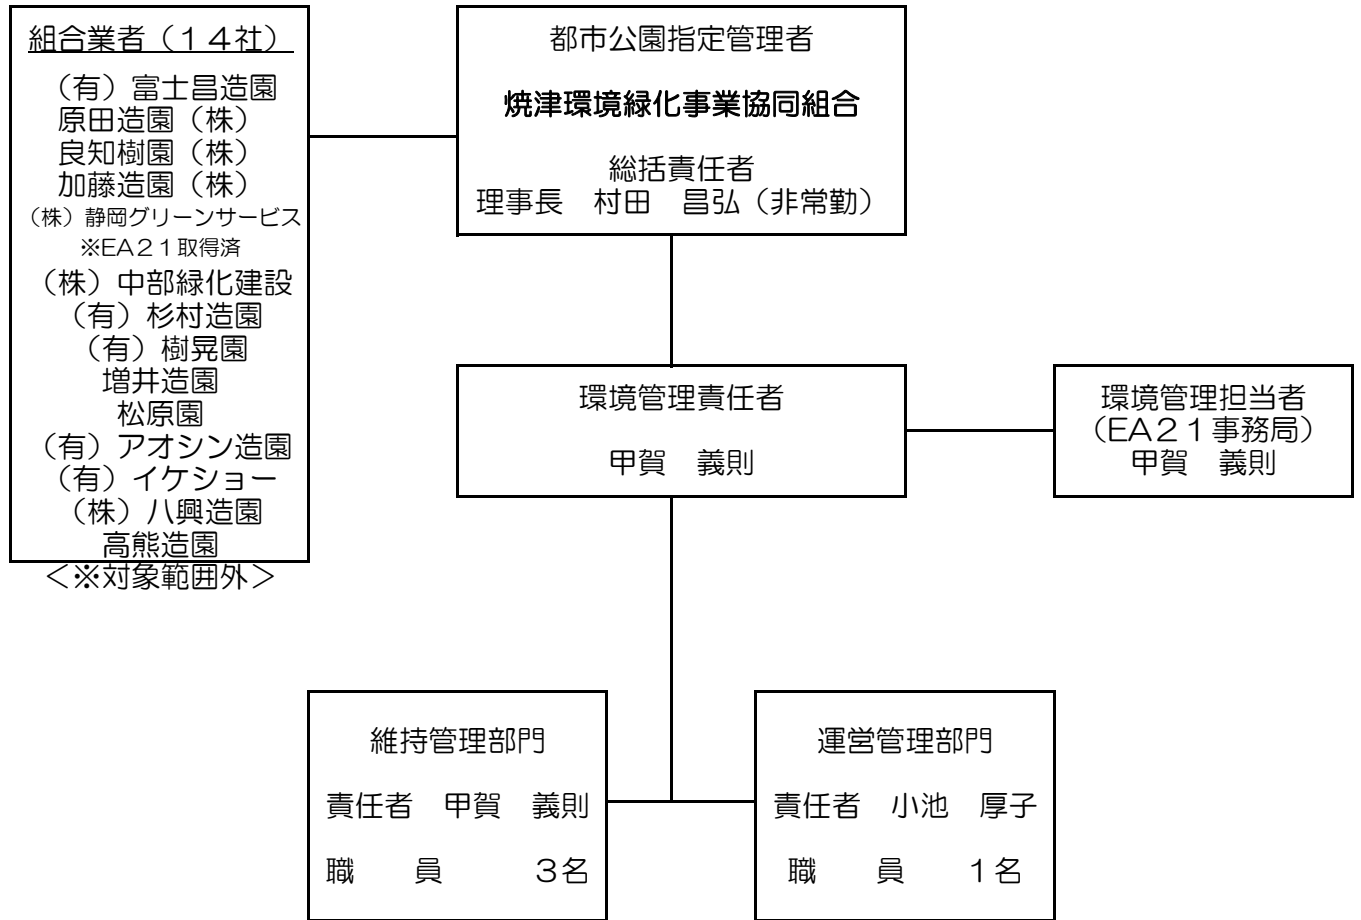 組合業者（１４社）
（有）富士昌造園
原田造園（株）
良知樹園（株）
加藤造園（株）
（株）静岡グリーンサービス
※EA２１取得済
（株）中部緑化建設
（有）杉村造園
（有）樹晃園
増井造園
松原園
（有）アオシン造園
（有）イケショー
（株）八興造園
高熊造園
＜※対象範囲外＞
都市公園指定管理者
焼津環境緑化事業協同組合
総括責任者
理事長　村田　昌弘（非常勤）
環境管理責任者
甲賀　義則
環境管理担当者
（EA２１事務局）
甲賀　義則
維持管理部門
責任者　甲賀　義則
職　　員　　　３名
運営管理部門
責任者　小池　厚子
職　　員　　１名